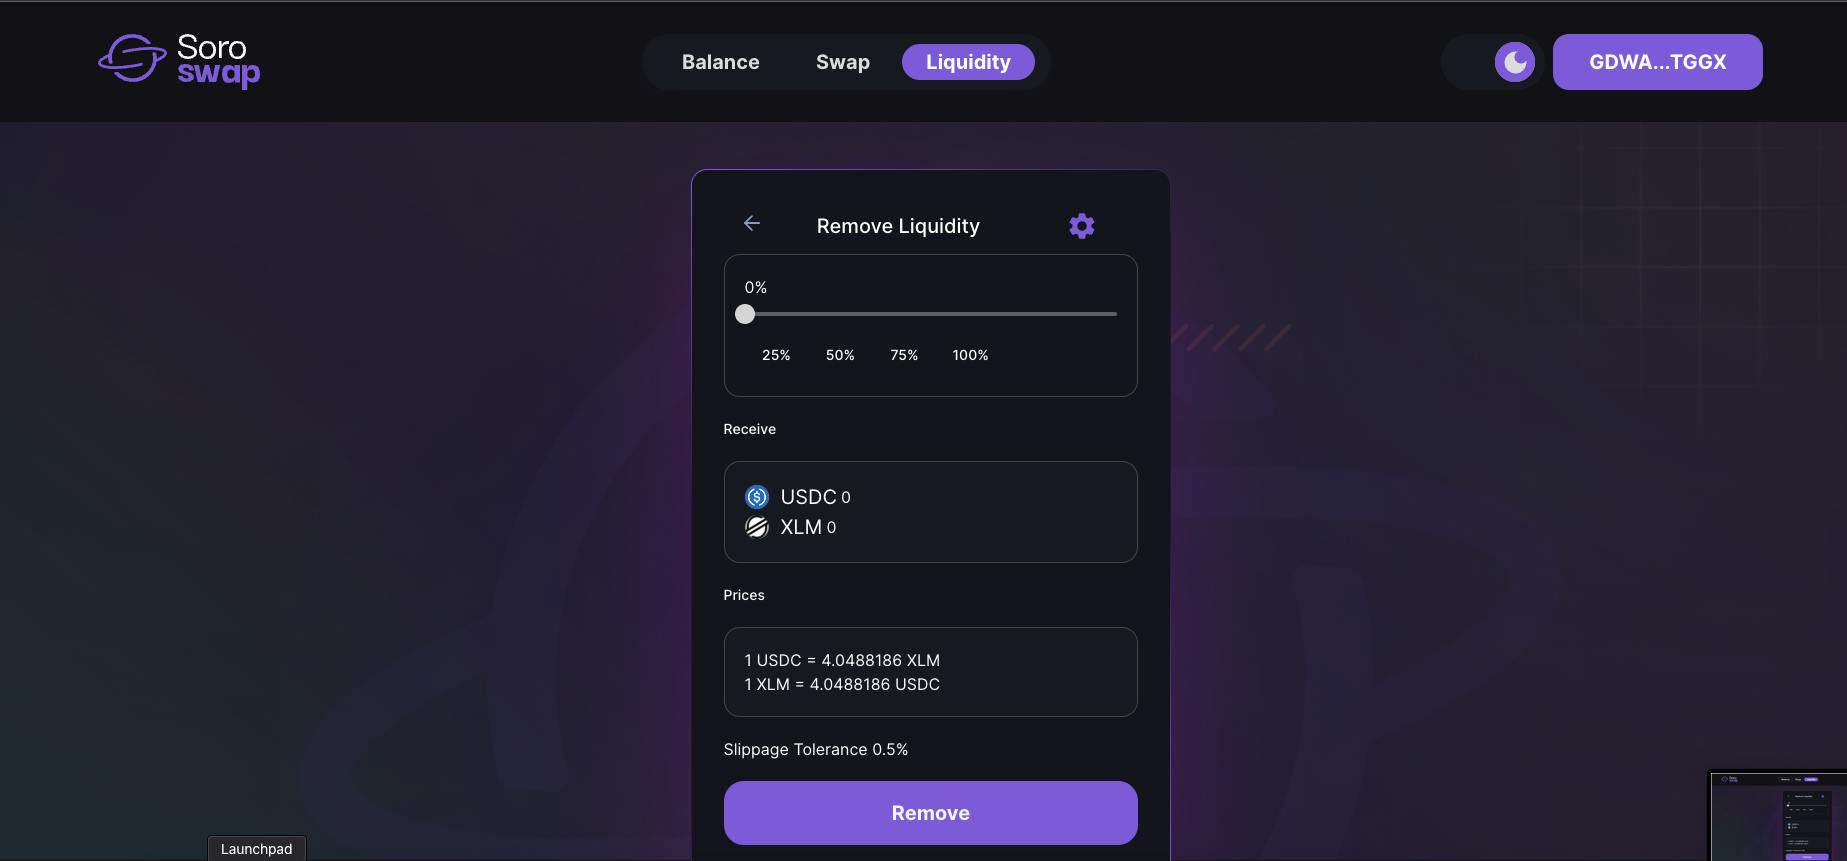 Soro
swap
Balance
Swap
Liquidity
GDWA...TGGX
Remove Liquidity
0%
25%
50%
75%
100%
Receive
USDC 0
XLM 0
Prices
1 USDC = 4.0488186 XLM
1 XLM = 4.0488186 USDC
Slippage Tolerance 0.5%
Remove
Launchpad